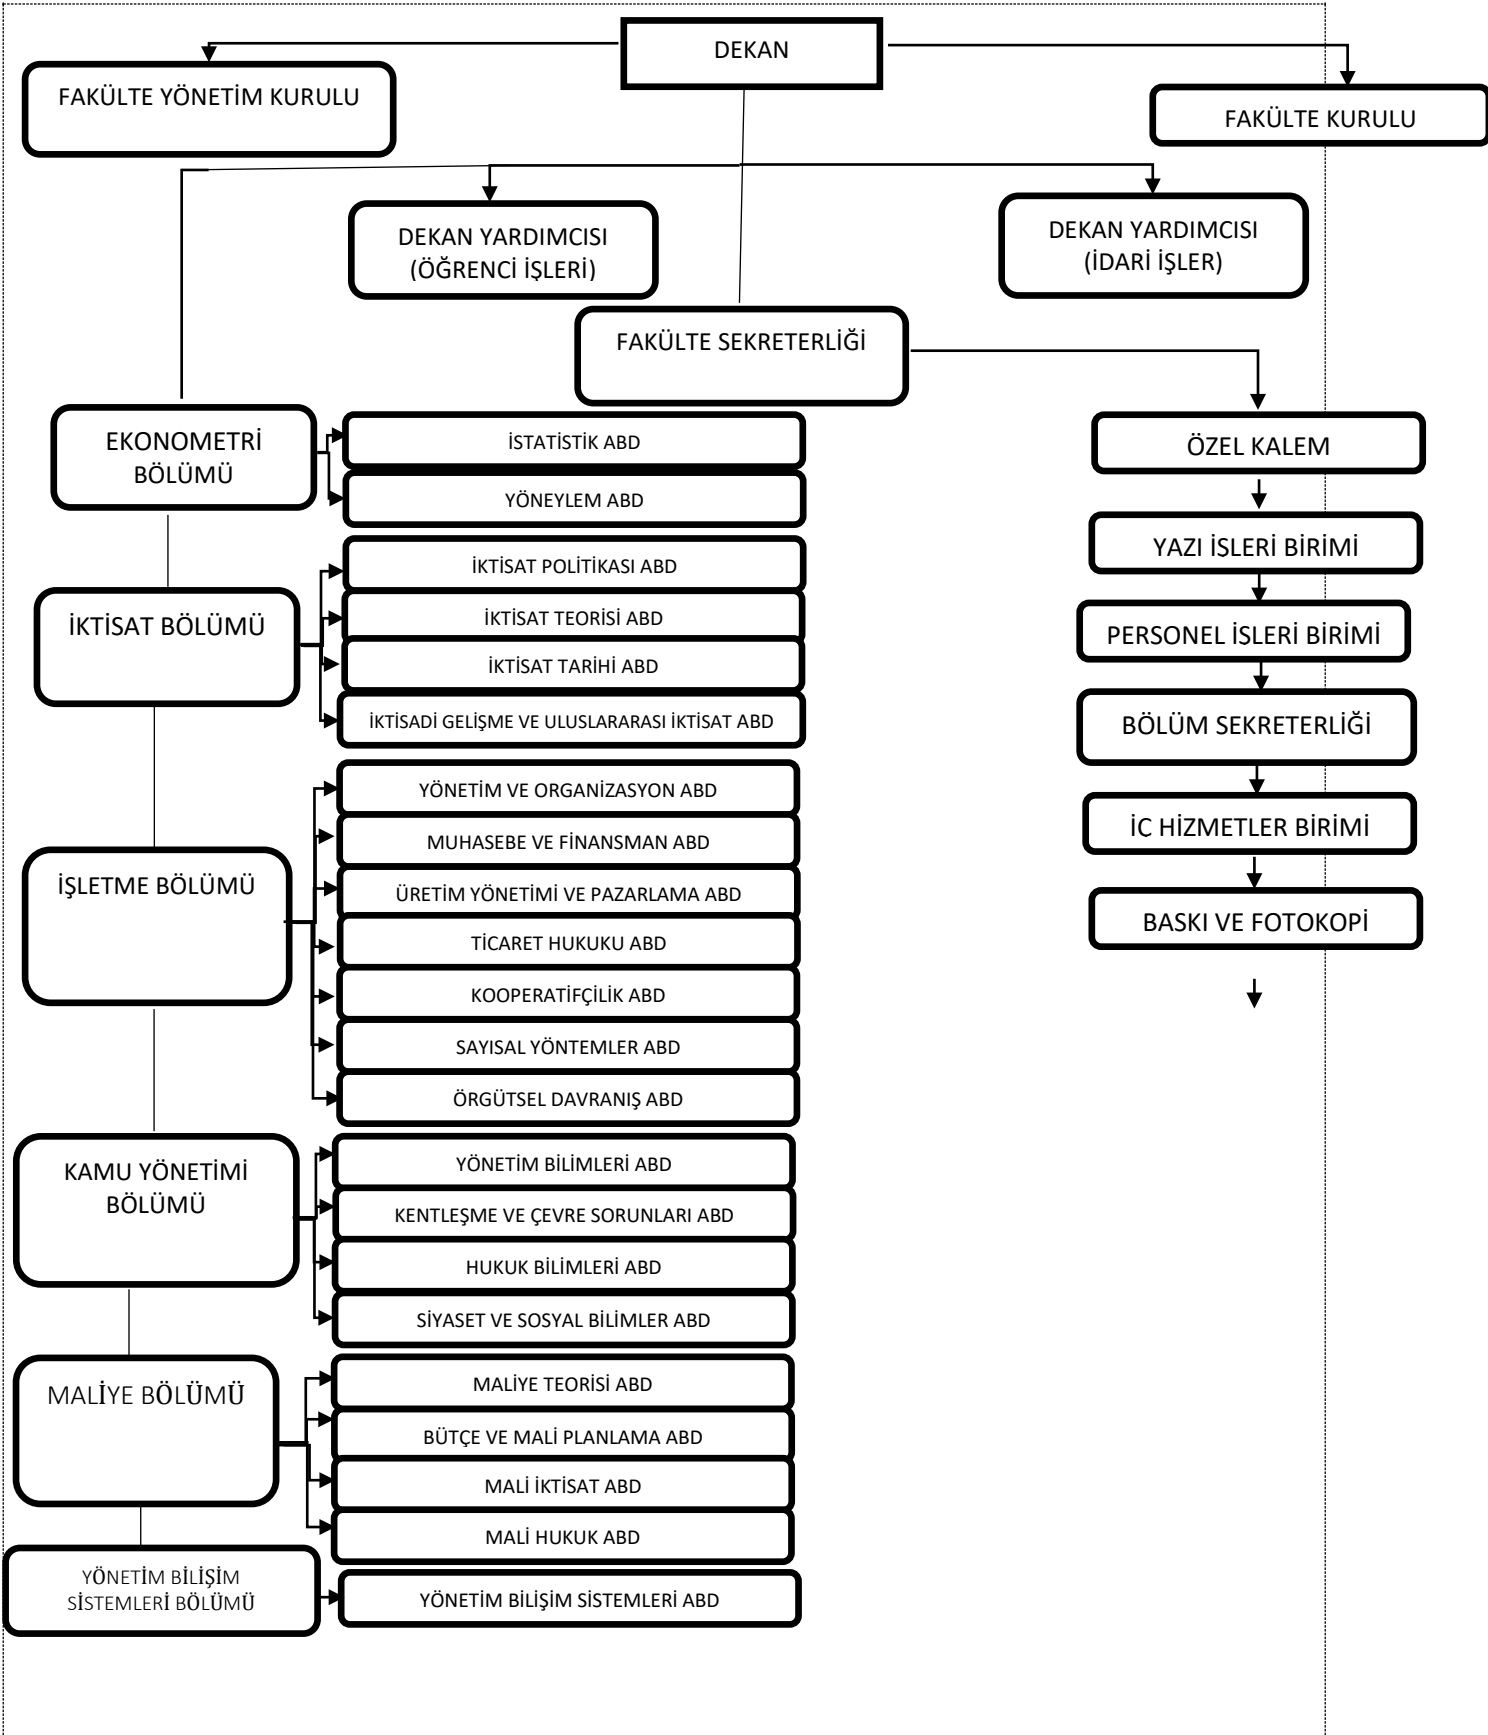 DEKAN
FAKÜLTE YÖNETİM KURULU
FAKÜLTE KURULU
DEKAN YARDIMCISI
(ÖĞRENCİ İŞLERİ)
DEKAN YARDIMCISI
(İDARİ İŞLER)
FAKÜLTE SEKRETERLİĞİ
EKONOMETRİ
BÖLÜMÜ
İSTATİSTİK ABD
YÖNEYLEM ABD
İKTİSAT BÖLÜMÜ
İKTİSAT POLİTİKASI ABD
İKTİSAT TEORİSİ ABD
İKTİSAT TARİHİ ABD
İKTİSADİ GELİŞME VE ULUSLARARASI İKTİSAT ABD
İŞLETME BÖLÜMÜ
YÖNETİM VE ORGANİZASYON ABD
MUHASEBE VE FİNANSMAN ABD
ÜRETİM YÖNETİMİ VE PAZARLAMA ABD
TİCARET HUKUKU ABD
KOOPERATİFÇİLİK ABD
SAYISAL YÖNTEMLER ABD
ÖRGÜTSEL DAVRANIŞ ABD
KAMU YÖNETİMİ
BÖLÜMÜ
YÖNETİM BİLİMLERİ ABD
KENTLEŞME VE ÇEVRE SORUNLARI ABD
HUKUK BİLİMLERİ ABD
SİYASET VE SOSYAL BİLİMLER ABD
MALİYE BÖLÜMÜ
MALİYE TEORİSİ ABD
BÜTÇE VE MALİ PLANLAMA ABD
MALİ İKTİSAT ABD
MALİ HUKUK ABD
YÖNETİM BİLİŞİM
SİSTEMLERİ BÖLÜMÜ
YÖNETİM BİLİŞİM SİSTEMLERİ ABD
ÖZEL KALEM
YAZI İSLERİ BİRİMİ
PERSONEL İSLERİ BİRİMİ
BÖLÜM SEKRETERLİĞİ
İC HİZMETLER BİRİMİ
BASKI VE FOTOKOPİ